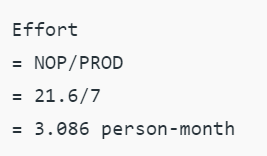 Effort
= NOP/PROD
= 21.6/7
= 3.086 person-month